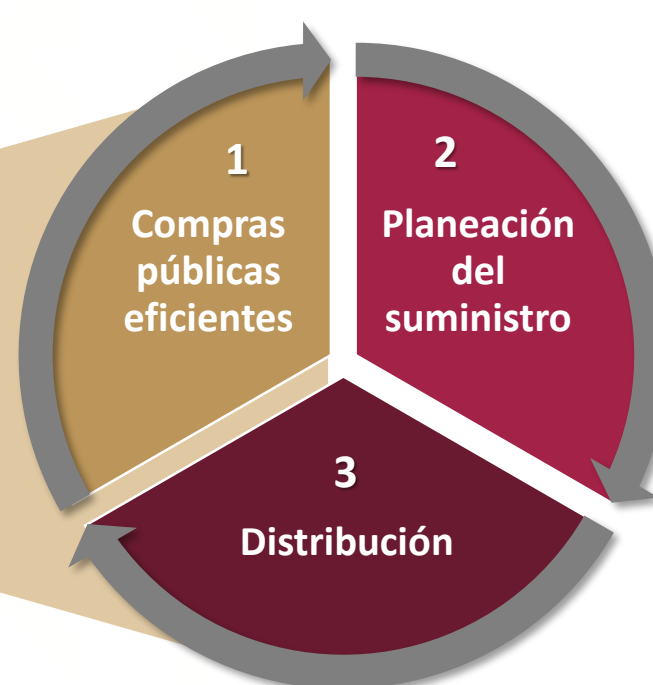 1
Compras
públicas
eficientes
2
Planeación
del
suministro
3
Distribución